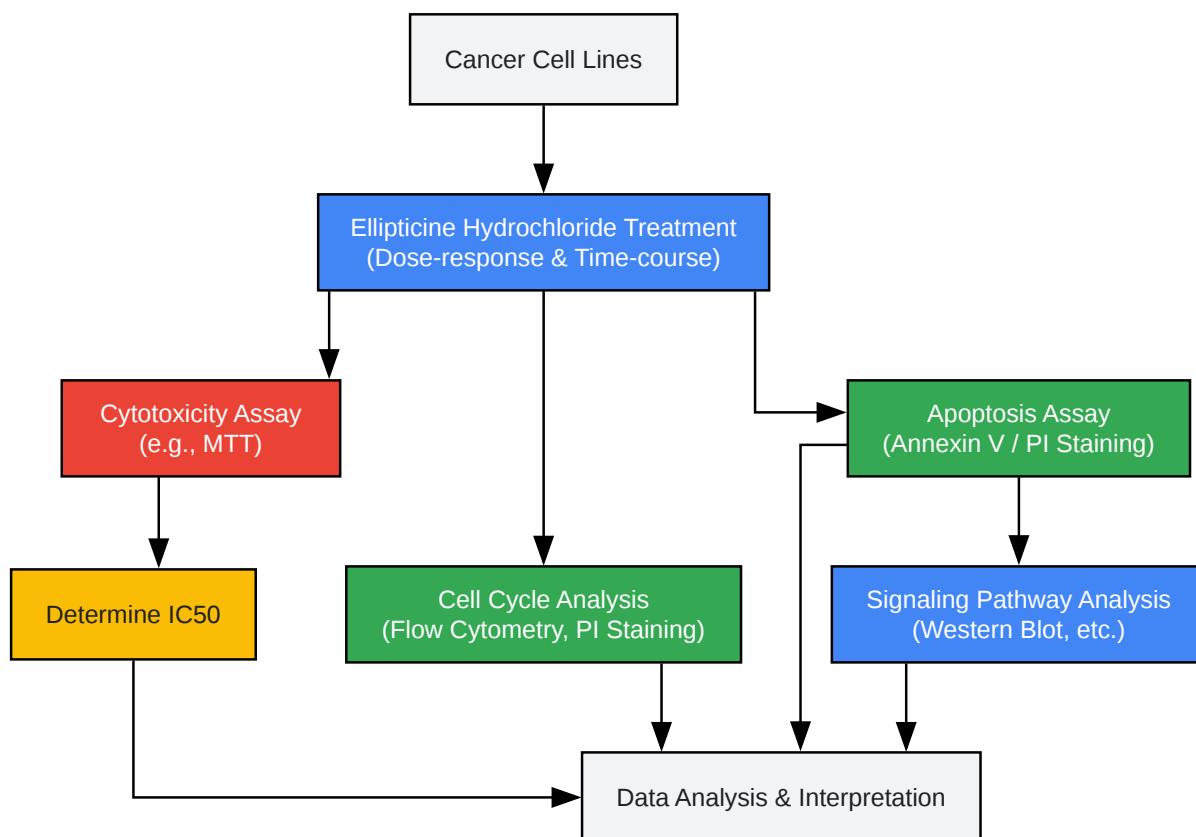 Cancer Cell Lines
Ellipticine Hydrochloride Treatment
(Dose-response & Time-course)
Cytotoxicity Assay
(e.g., MTT)
Apoptosis Assay
(Annexin V / PI Staining)
Determine IC50
Cell Cycle Analysis
(Flow Cytometry, PI Staining)
Signaling Pathway Analysis
(Western Blot, etc.)
Data Analysis & Interpretation